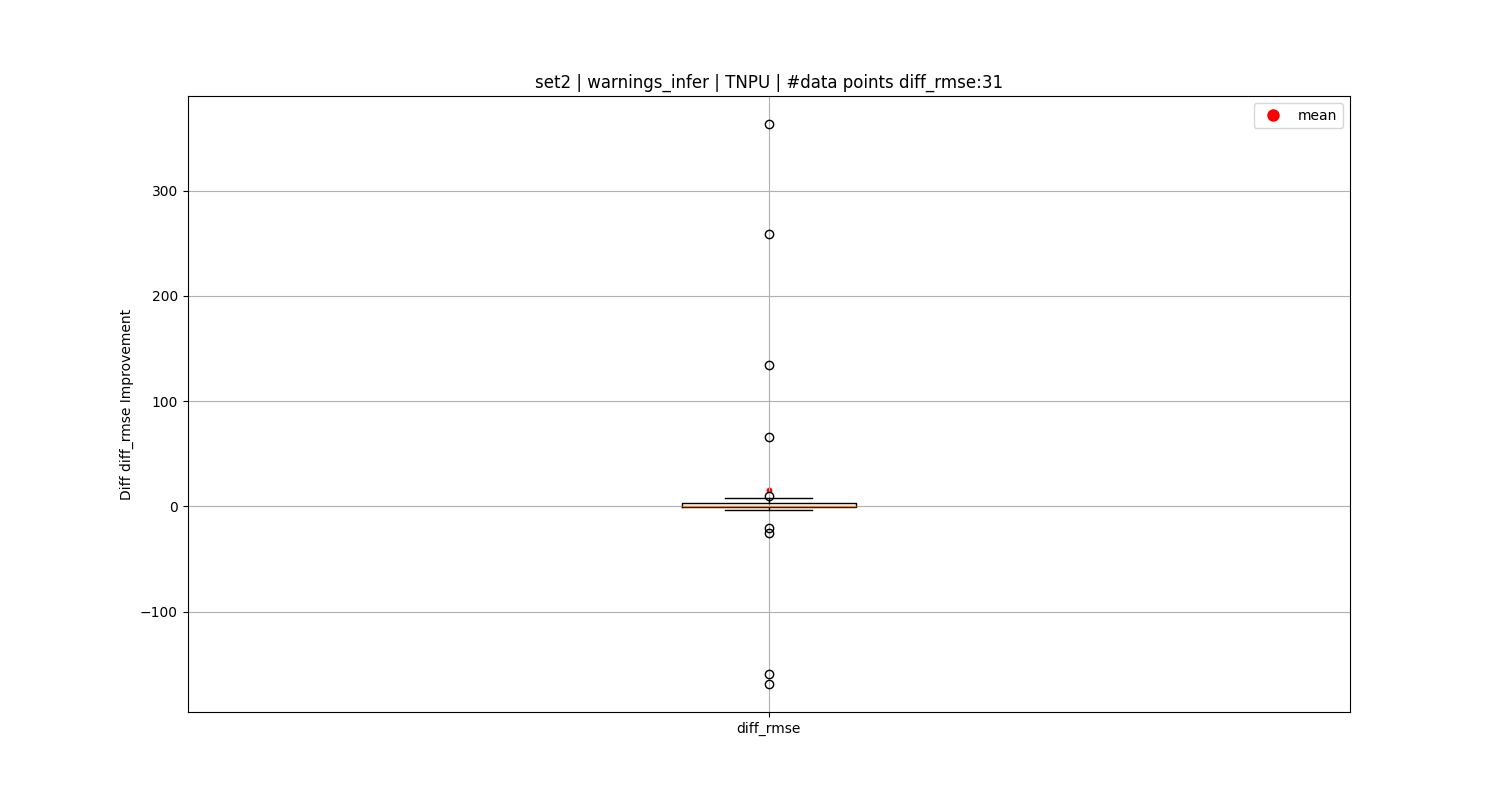 set2 | warnings_infer | TNPU | #data points diff_rmse:31
mean
300
200
100
0
−100
Diff diff_rmse Improvement
diff_rmse